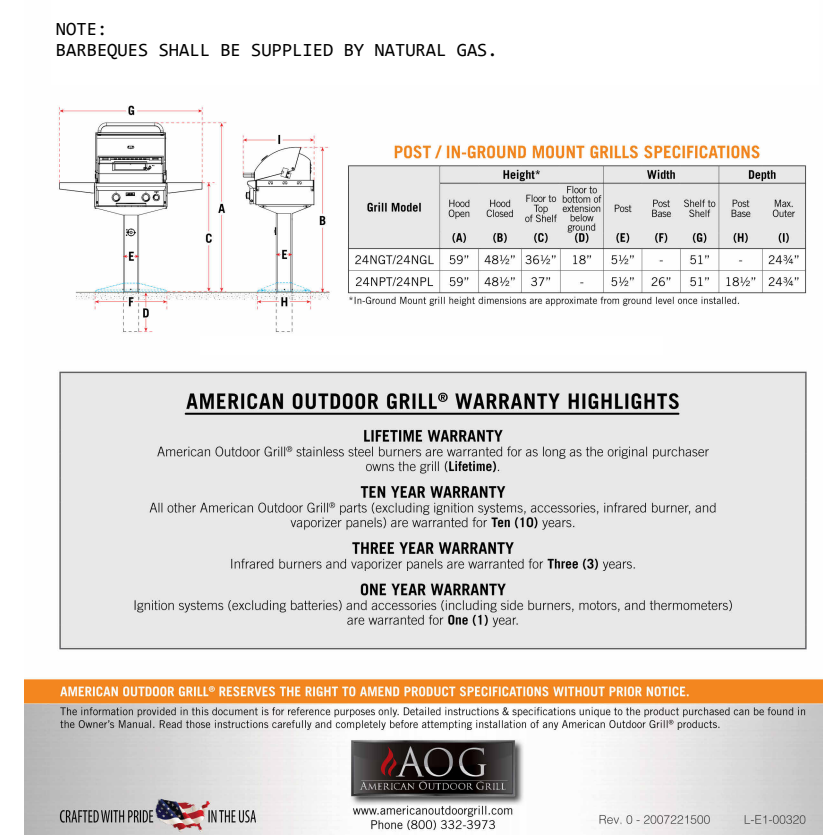 NOTE:
BARBEQUES SHALL BE SUPPLIED BY NATURAL GAS.
G
I
A
B
C
E
E
F
H
D
POST / IN-GROUND MOUNT GRILLS SPECIFICATIONS
Grill Model Height* Width Depth
Hood Open (A) Hood Closed (B) Floor to Top of Shelf (C) Floor to bottom of extension below ground (D) Post (E) Post Base (F) Shelf to Shelf (G) Post Base (H) Max. Outer (I)
24NGT/24NGL 59” 48½” 36½” 18” 5½” - 51” - 24¾”
24NPT/24NPL 59” 48½” 37” - 5½” 26” 51” 18½” 24¾”
*In-Ground Mount grill height dimensions are approximate from ground level once installed.
AMERICAN OUTDOOR GRILL® WARRANTY HIGHLIGHTS
LIFETIME WARRANTY
American Outdoor Grill® stainless steel burners are warranted for as long as the original purchaser
owns the grill (Lifetime).
TEN YEAR WARRANTY
All other American Outdoor Grill® parts (excluding ignition systems, accessories, infrared burner, and
vaporizer panels) are warranted for Ten (10) years.
THREE YEAR WARRANTY
Infrared burners and vaporizer panels are warranted for Three (3) years.
ONE YEAR WARRANTY
Ignition systems (excluding batteries) and accessories (including side burners, motors, and thermometers)
are warranted for One (1) year.
AMERICAN OUTDOOR GRILL® RESERVES THE RIGHT TO AMEND PRODUCT SPECIFICATIONS WITHOUT PRIOR NOTICE.
The information provided in this document is for reference purposes only. Detailed instructions & specifications unique to the product purchased can be found in
the Owner’s Manual. Read those instructions carefully and completely before attempting installation of any American Outdoor Grill® products.
AOG
AMERICAN OUTDOOR GRILL
CRAFTED WITH PRIDE IN THE USA
www.americanoutdoorgrill.com
Phone (800) 332-3973
Rev. 0 - 2007221500 L-E1-00320